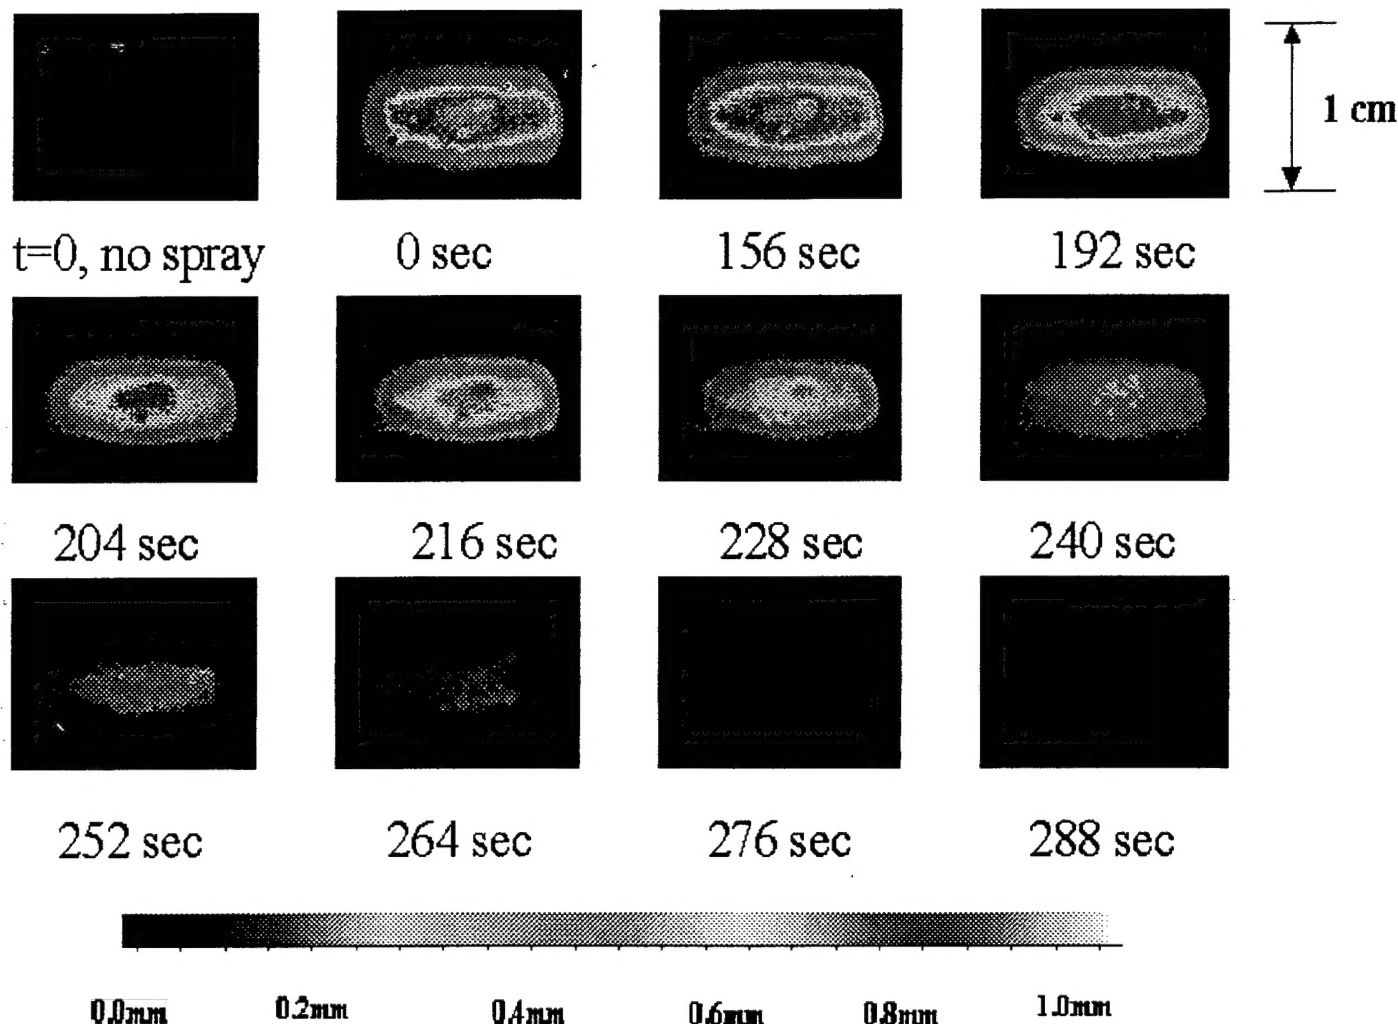 1 cm
t=0, no spray 0 sec 156 sec 192 sec
204 sec 216 sec 228 sec 240 sec
252 sec 264 sec 276 sec 288 sec
0.0mm 0.2mm 0.4mm 0.6mm 0.8mm 1.0mm